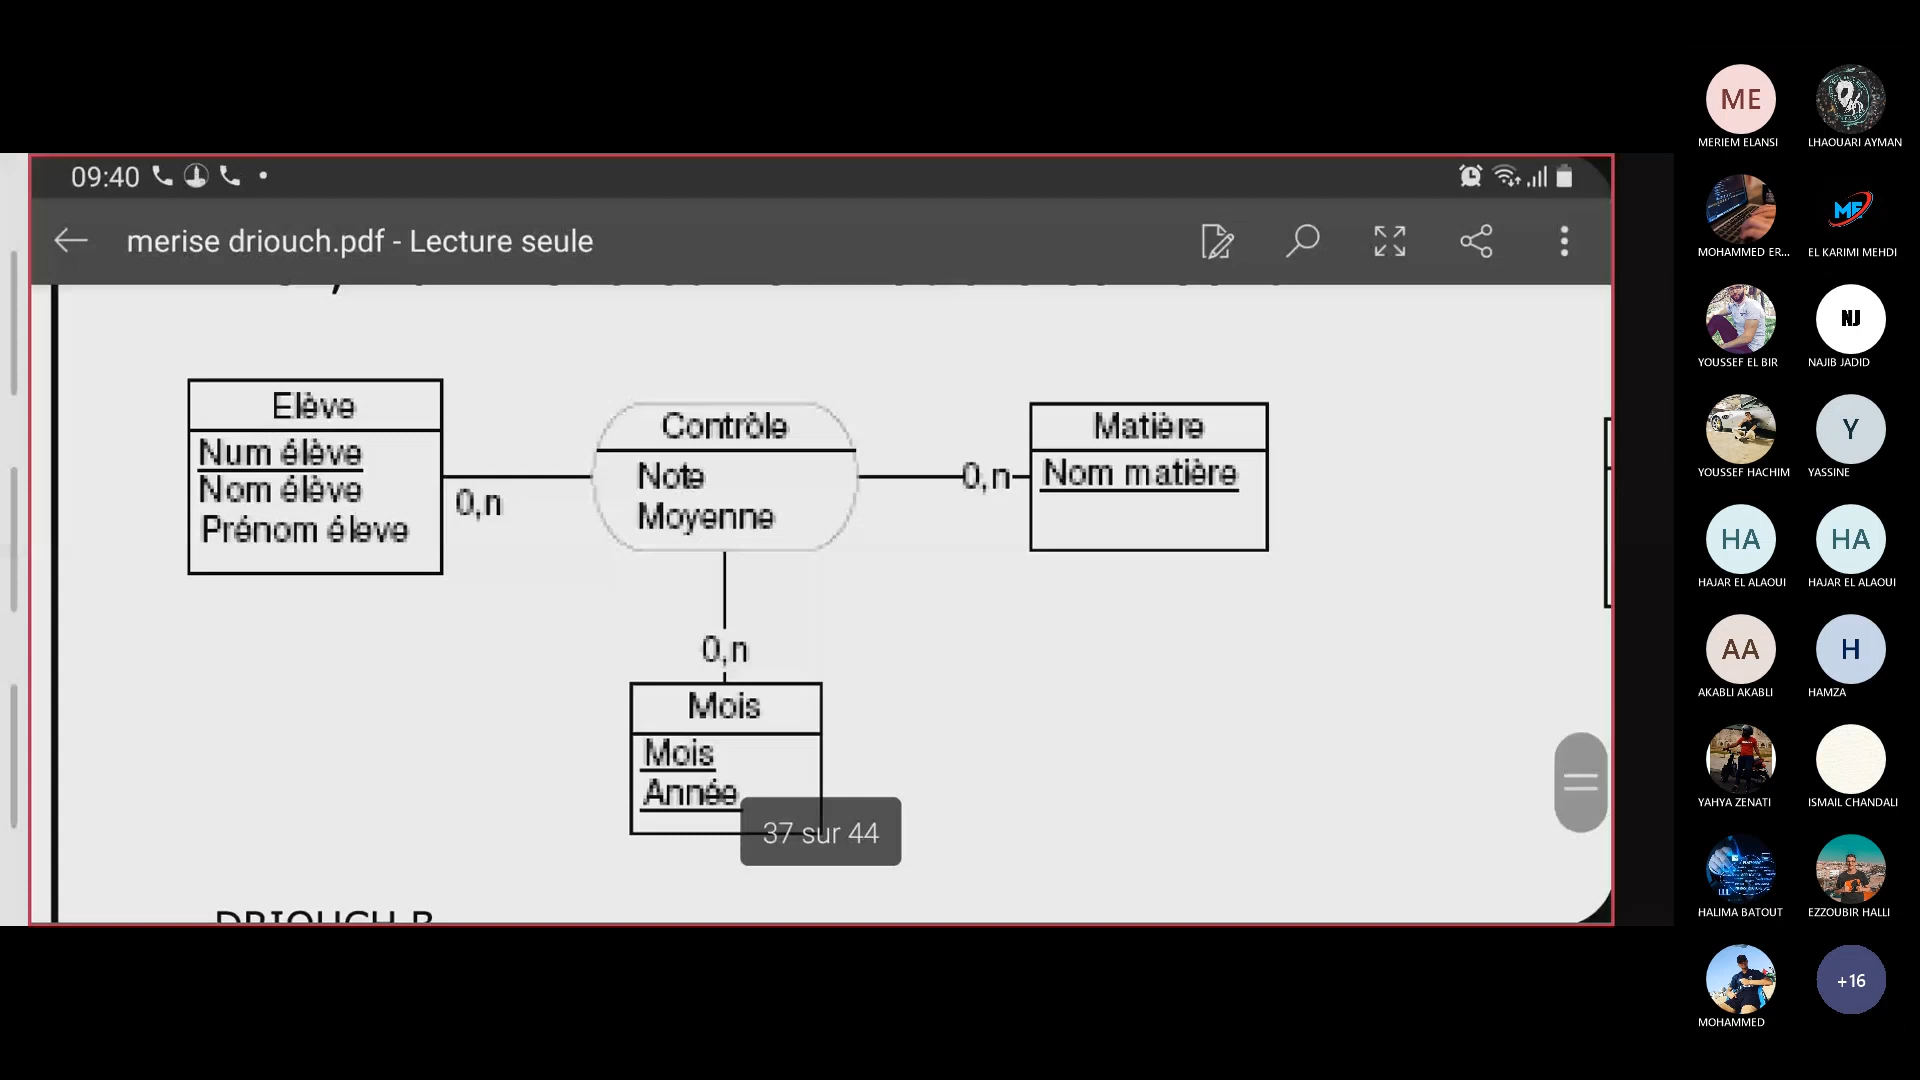 09:40
merise driouch.pdf - Lecture seule
Elève
Num élève
Nom élève
Prénom éleve
0,n
Contrôle
Note
Moyenne
0,n
Matière
Nom matière
0,n
Mois
Mois
Année
37 sur 44
DRIOUCH B
ME
MERIEM ELANSI
LHAOUARI AYMAN
MOHAMMED ER...
ME
EL KARIMI MEHDI
YOUSSEF EL BIR
NJ
NAJIB JADID
YOUSSEF HACHIM
Y
YASSINE
HA
HAJAR EL ALAOUI
HA
HAJAR EL ALAOUI
AA
AKABLI AKABLI
H
HAMZA
YAHYA ZENATI
ISMAIL CHANDALI
HALIMA BATOUT
EZZOUBIR HALLI
MOHAMMED
+16